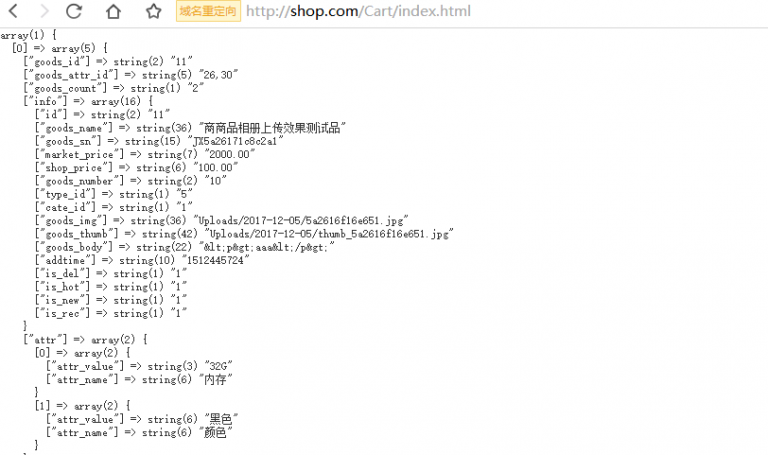 域名重定向 http://shop.com/Cart/index.html
array(1) {
[0] => array(5) {
["goods_id"] => string(2) "11"
["goods_attr_id"] => string(5) "26,30"
["goods_count"] => string(1) "2"
["info"] => array(16) {
["id"] => string(2) "11"
["goods_name"] => string(36) "商商品相册上传效果测试品"
["goods_sn"] => string(15) "JX5a26171c8c2a1"
["market_price"] => string(7) "2000.00"
["shop_price"] => string(6) "100.00"
["goods_number"] => string(2) "10"
["type_id"] => string(1) "5"
["cate_id"] => string(1) "1"
["goods_img"] => string(36) "Uploads/2017-12-05/5a2616f16e651.jpg"
["goods_thumb"] => string(42) "Uploads/2017-12-05/thumb_5a2616f16e651.jpg"
["goods_body"] => string(22) "&lt;p&gt;aaa&lt;/p&gt;"
["addtime"] => string(10) "1512445724"
["is_del"] => string(1) "1"
["is_hot"] => string(1) "1"
["is_new"] => string(1) "1"
["is_rec"] => string(1) "1"
}
["attr"] => array(2) {
[0] => array(2) {
["attr_value"] => string(3) "32G"
["attr_name"] => string(6) "内存"
}
[1] => array(2) {
["attr_value"] => string(6) "黑色"
["attr_name"] => string(6) "颜色"
}